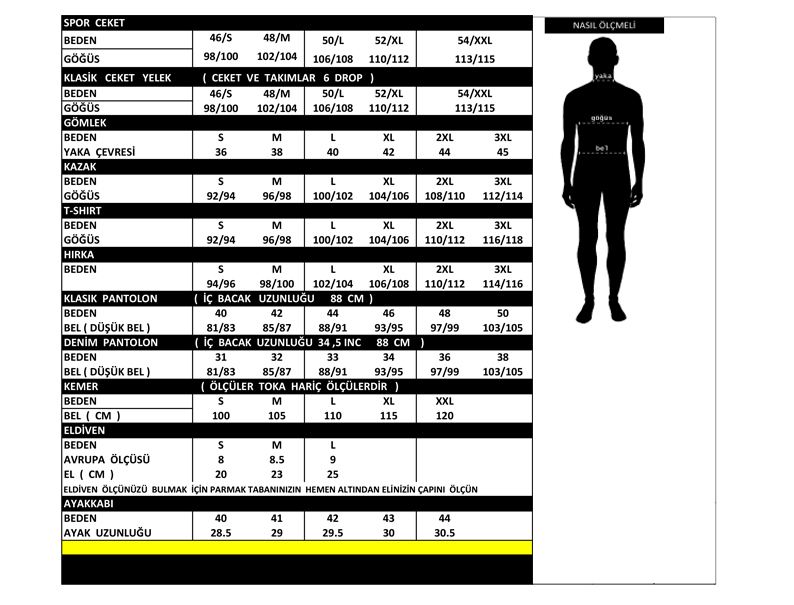 SPOR CEKET
BEDEN 46/S 48/M 50/L 52/XL 54/XXL
GÖĞÜS 98/100 102/104 106/108 110/112 113/115
KLASİK CEKET YELEK ( CEKET VE TAKIMLAR 6 DROP )
BEDEN 46/S 48/M 50/L 52/XL 54/XXL
GÖĞÜS 98/100 102/104 106/108 110/112 113/115
GÖMLEK
BEDEN S M L XL 2XL 3XL
YAKA ÇEVRESİ 36 38 40 42 44 45
KAZAK
BEDEN S M L XL 2XL 3XL
GÖĞÜS 92/94 96/98 100/102 104/106 108/110 112/114
T-SHIRT
BEDEN S M L XL 2XL 3XL
GÖĞÜS 92/94 96/98 100/102 104/106 110/112 116/118
HIRKA
BEDEN S M L XL 2XL 3XL
94/96 98/100 102/104 106/108 110/112 114/116
KLASIK PANTOLON ( İÇ BACAK UZUNLUĞU 88 CM )
BEDEN 40 42 44 46 48 50
BEL ( DÜŞÜK BEL ) 81/83 85/87 88/91 93/95 97/99 103/105
DENİM PANTOLON ( İÇ BACAK UZUNLUĞU 34 ,5 INC 88 CM )
BEDEN 31 32 33 34 36 38
BEL ( DÜŞÜK BEL ) 81/83 85/87 88/91 93/95 97/99 103/105
KEMER ( ÖLÇÜLER TOKA HARİÇ ÖLÇÜLERDİR )
BEDEN S M L XL XXL
BEL ( CM ) 100 105 110 115 120
ELDİVEN
BEDEN S M L
AVRUPA ÖLÇÜSÜ 8 8.5 9
EL ( CM ) 20 23 25
ELDİVEN ÖLÇÜNÜZÜ BULMAK İÇİN PARMAK TABANINIZIN HEMEN ALTINDAN ELİNİZİN ÇAPINI ÖLÇÜN
AYAKKABI
BEDEN 40 41 42 43 44
AYAK UZUNLUĞU 28.5 29 29.5 30 30.5
NASIL ÖLÇMELİ
yaka
göğüs
bel